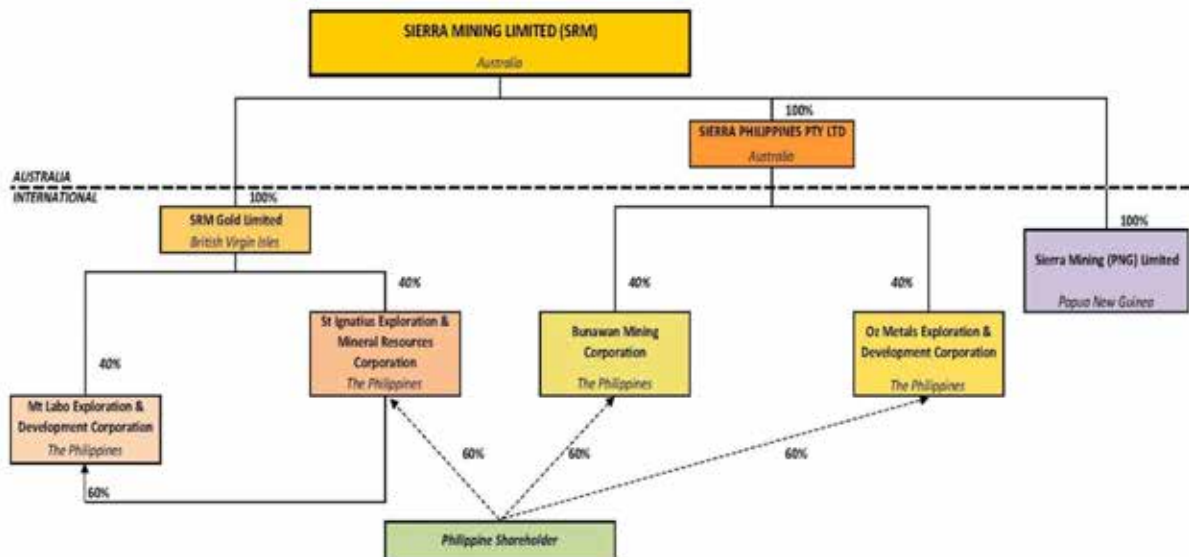 SIERRA MINING LIMITED (SRM)
Australia
100%
SIERRA PHILIPPINES PTY LTD
Australia
AUSTRALIA
INTERNATIONAL
100%
SRM Gold Limited
British Virgin Isles
100%
Sierra Mining (PNG) Limited
Papua New Guinea
40%
St Ignatius Exploration &
Mineral Resources
Corporation
The Philippines
40%
Bunawan Mining
Corporation
The Philippines
40%
Oz Metals Exploration &
Development Corporation
The Philippines
40%
Mt Labo Exploration &
Development Corporation
The Philippines
60%
60%
60%
60%
Philippine Shareholder